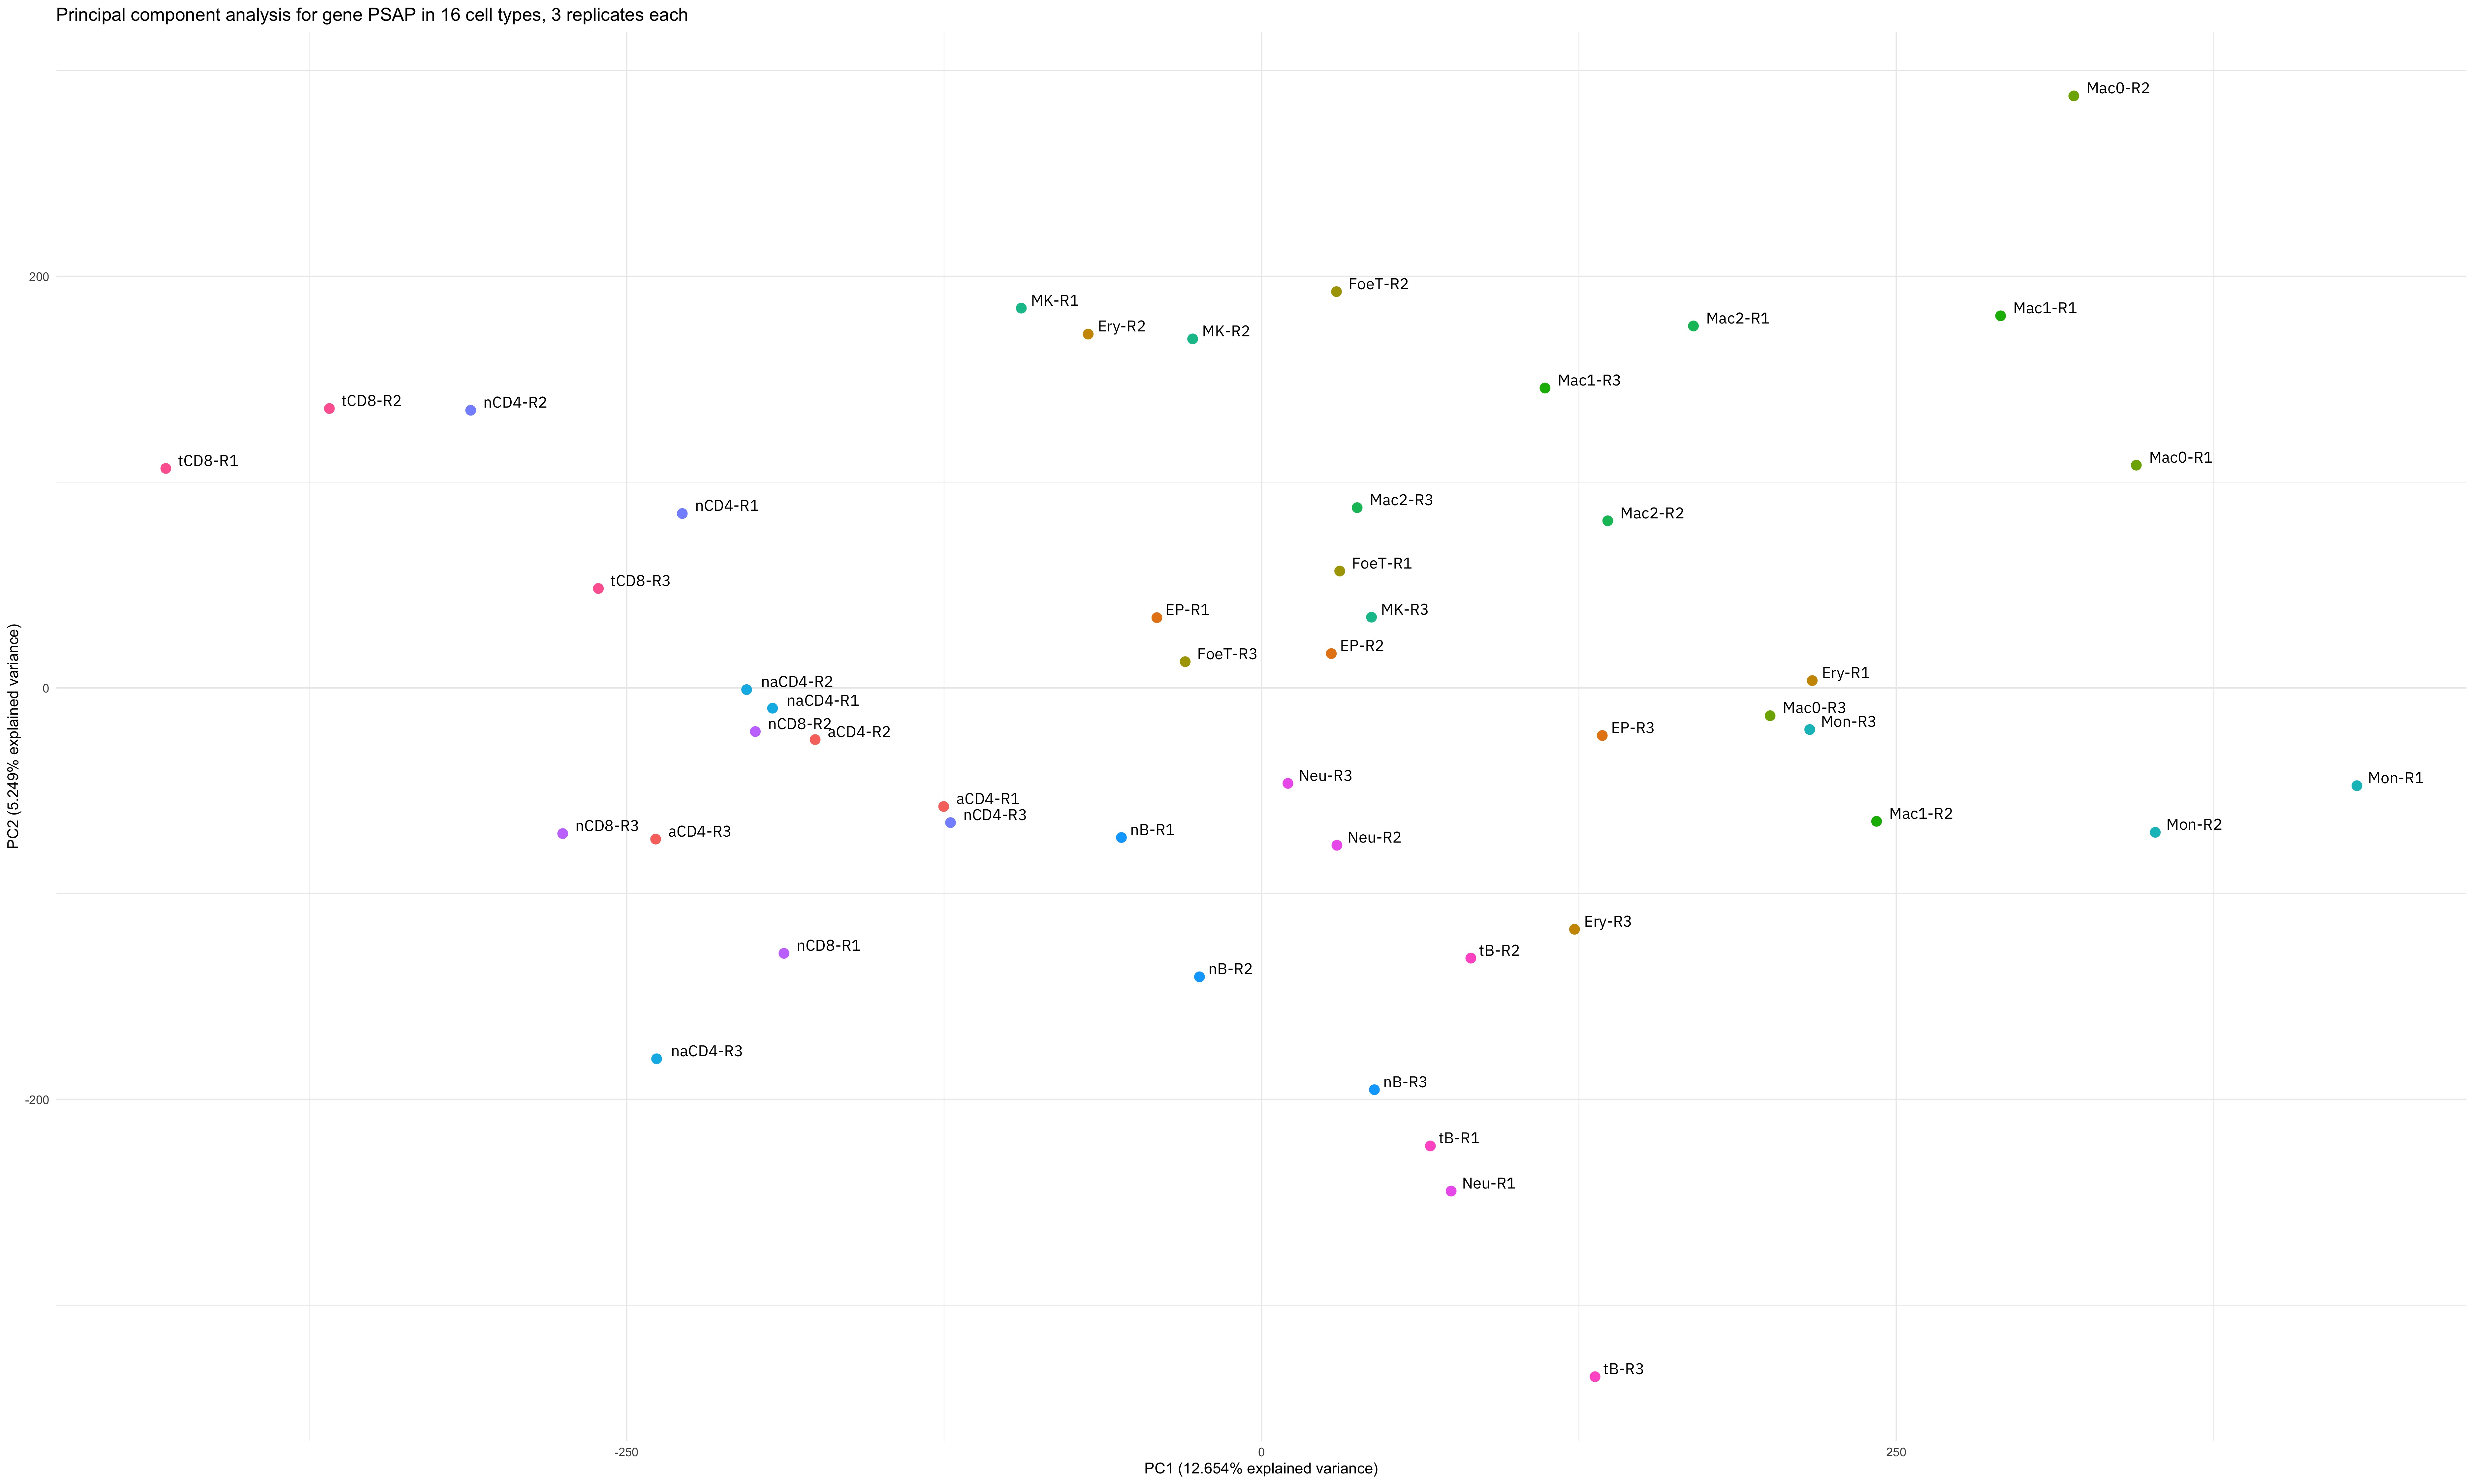 Principal component analysis for gene PSAP in 16 cell types, 3 replicates each
Mac0-R2
200
FoeT-R2
MK-R1
Mac1-R1
Mac2-R1
Ery-R2
MK-R2
Mac1-R3
tCD8-R2
nCD4-R2
Mac0-R1
tCD8-R1
Mac2-R3
nCD4-R1
Mac2-R2
FoeT-R1
tCD8-R3
EP-R1
MK-R3
EP-R2
FoeT-R3
Ery-R1
naCD4-R2
0
naCD4-R1
Mac0-R3
Mon-R3
nCD8-R2
EP-R3
aCD4-R2
Neu-R3
Mon-R1
aCD4-R1
Mac1-R2
nCD4-R3
Mon-R2
nCD8-R3
nB-R1
aCD4-R3
Neu-R2
PC2 (5.249% explained variance)
Ery-R3
nCD8-R1
tB-R2
nB-R2
naCD4-R3
nB-R3
-200
tB-R1
Neu-R1
tB-R3
-250
0
250
PC1 (12.654% explained variance)